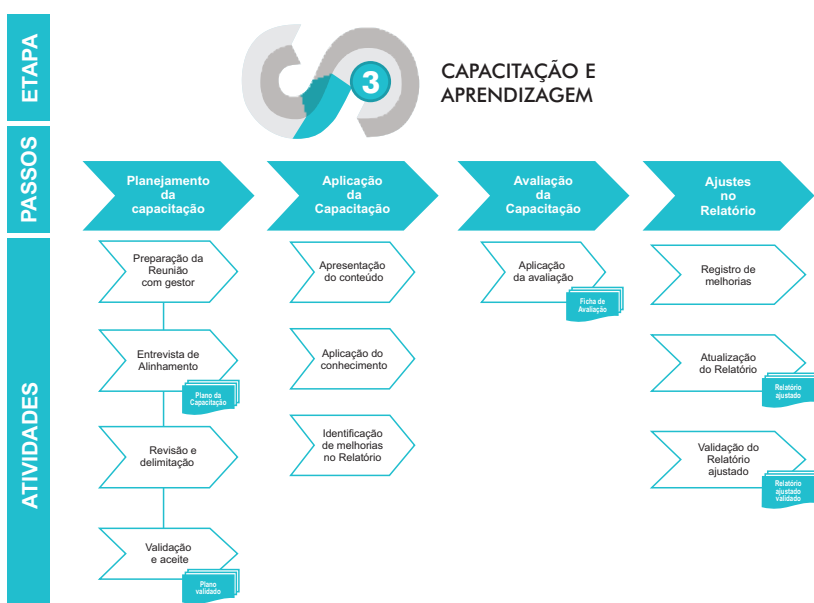 ETAPA
3
CAPACITAÇÃO E
APRENDIZAGEM
PASSOS
Planejamento
da
capacitação
Aplicação
da
Capacitação
Avaliação
da
Capacitação
Ajustes
no
Relatório
ATIVIDADES
Preparação da
Reunião
com gestor
Entrevista de
Alinhamento
Plano da
Capacitação
Revisão e
delimitação
Validação
e aceite
Plano
validado
Apresentação
do conteúdo
Aplicação do
conhecimento
Identificação
de melhorias
no Relatório
Aplicação
da avaliação
Ficha de
Avaliação
Registro de
melhorias
Atualização
do Relatório
Relatório
ajustado
Validação do
Relatório
ajustado
Relatório
ajustado
validado